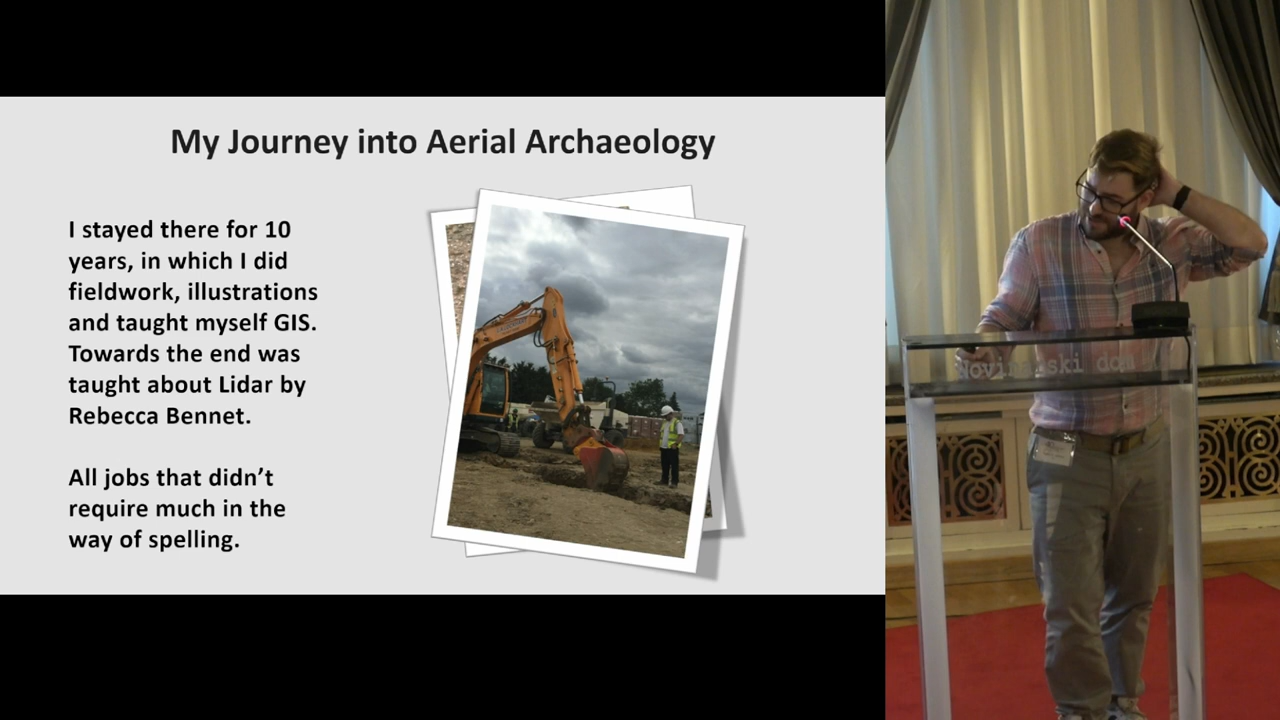 My Journey into Aerial Archaeology
I stayed there for 10
years, in which I did
fieldwork, illustrations
and taught myself GIS.
Towards the end was
taught about Lidar by
Rebecca Bennet.
All jobs that didn’t
require much in the
way of spelling.
Novinarski dom